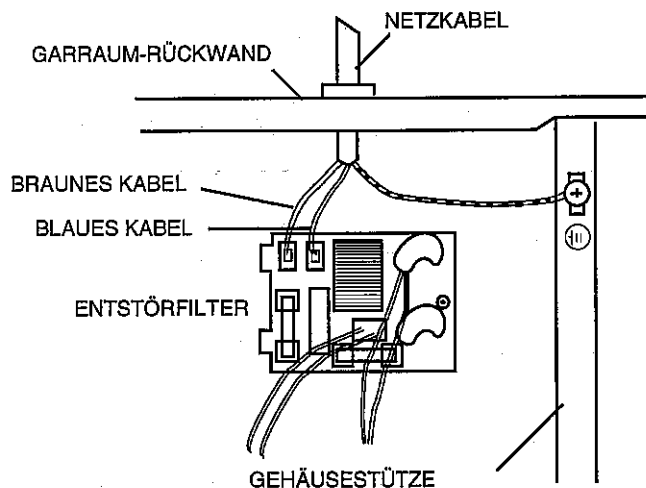 NETZKABEL
GARRAUM-RÜCKWAND
BRAUNES KABEL
BLAUES KABEL
ENTSTÖRFILTER
GEHÄUSESTÜTZE